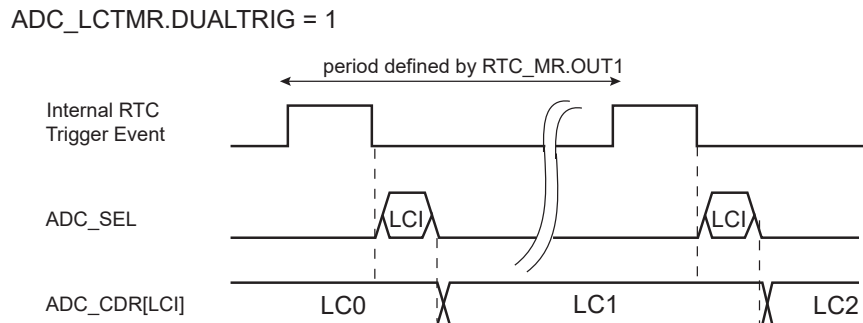 ADC_LCTMR.DUALTRIG = 1
period defined by RTC_MR.OUT1
Internal RTC
Trigger Event
ADC_SEL
LCI
LCI
ADC_CDR[LCI]
LC0
LC1
LC2